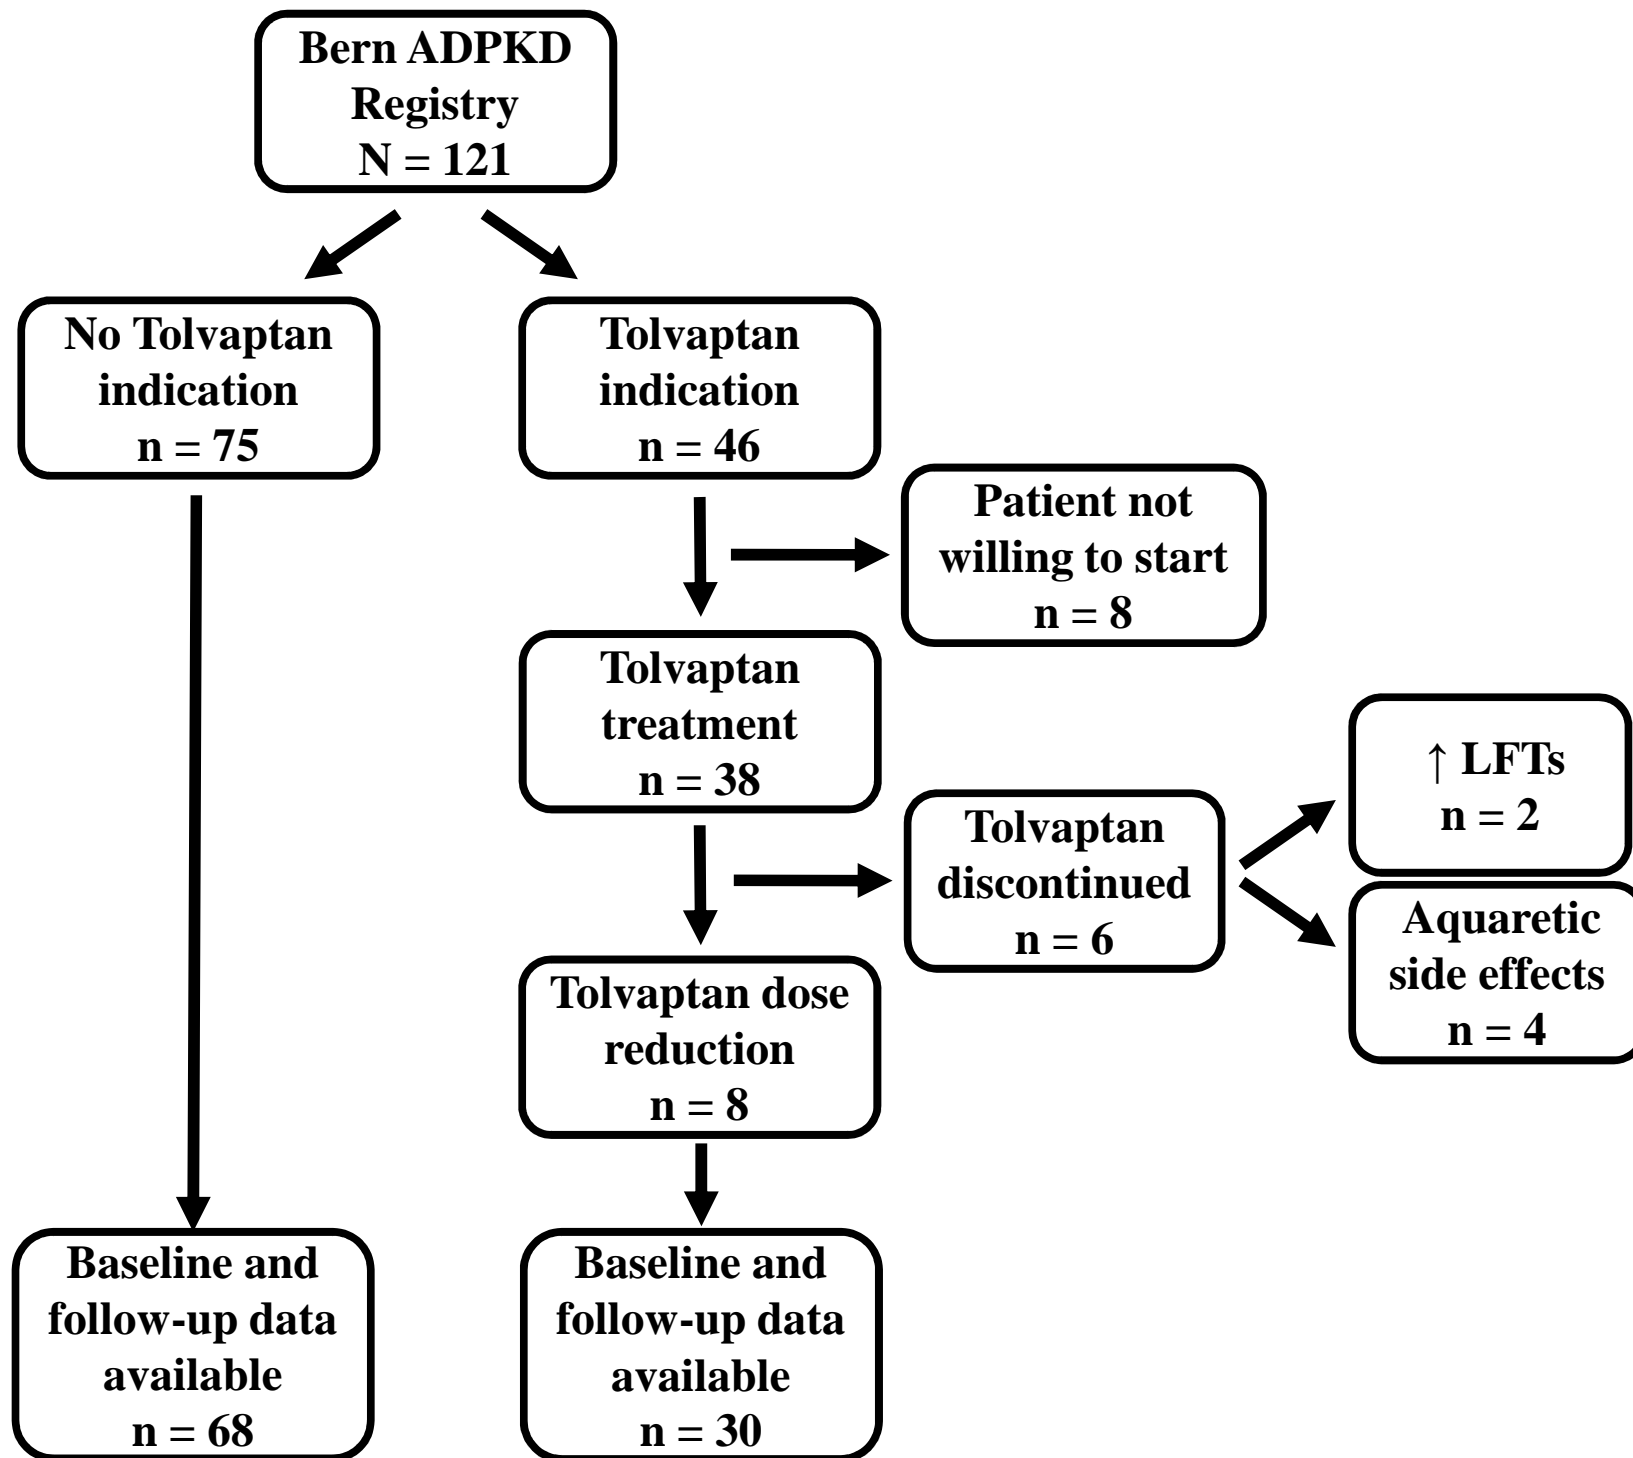 Bern ADPKD
Registry
N = 121
No Tolvaptan
indication
n = 75
Tolvaptan
indication
n = 46
Patient not
willing to start
n = 8
Tolvaptan
treatment
n = 38
Tolvaptan
discontinued
n = 6
↑ LFTs
n = 2
Aquaretic
side effects
n = 4
Tolvaptan dose
reduction
n = 8
Baseline and
follow-up data
available
n = 68
Baseline and
follow-up data
available
n = 30